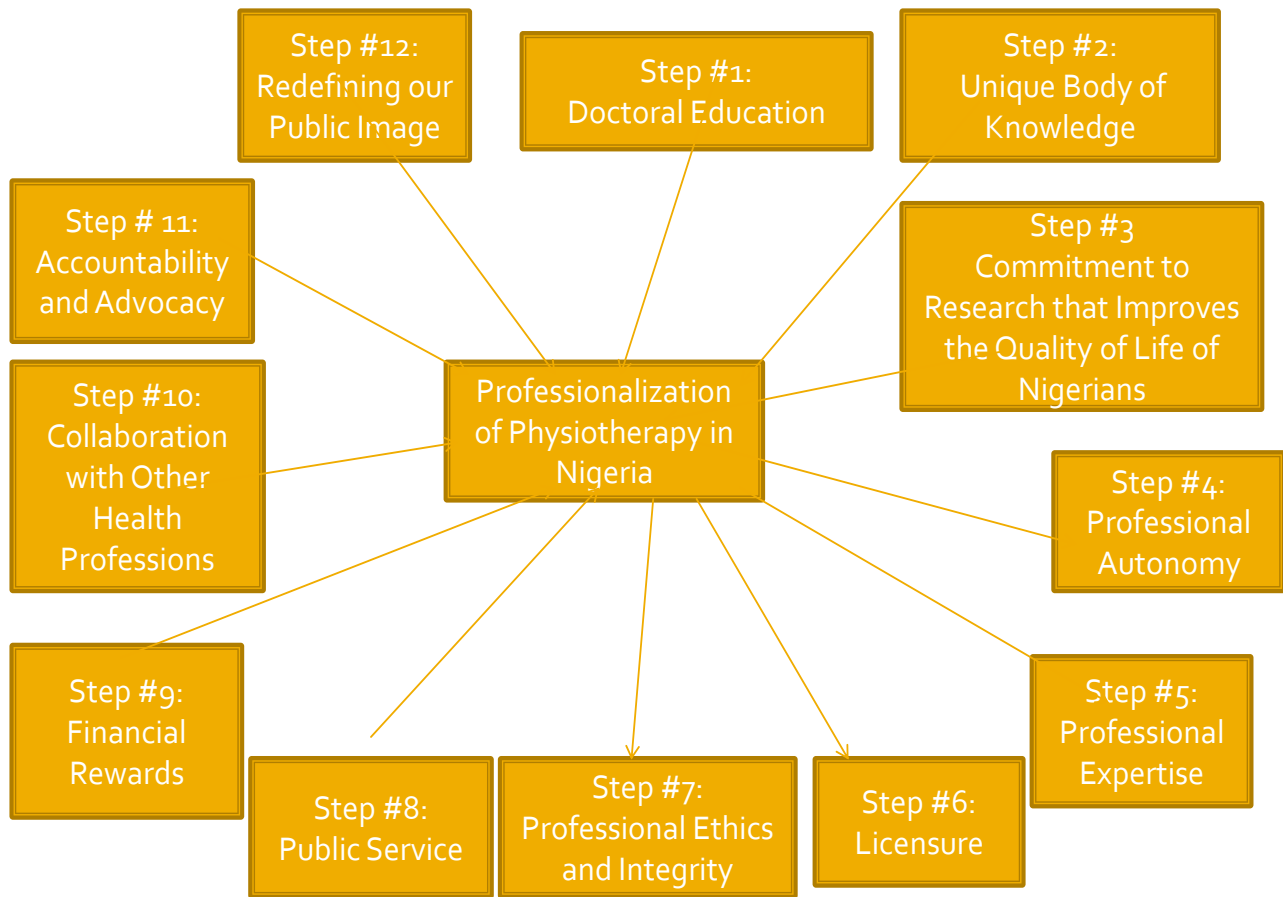 Step #12:
Redefining our
Public Image
Step #1:
Doctoral Education
Step #2:
Unique Body of
Knowledge
Step #3
Commitment to
Research that Improves
the Quality of Life of
Nigerians
Step #4:
Professional
Autonomy
Step #5:
Professional
Expertise
Step #6:
Licensure
Step #7:
Professional Ethics
and Integrity
Step #8:
Public Service
Step #9:
Financial
Rewards
Step #10:
Collaboration
with Other
Health
Professions
Step # 11:
Accountability
and Advocacy
Professionalization
of Physiotherapy in
Nigeria